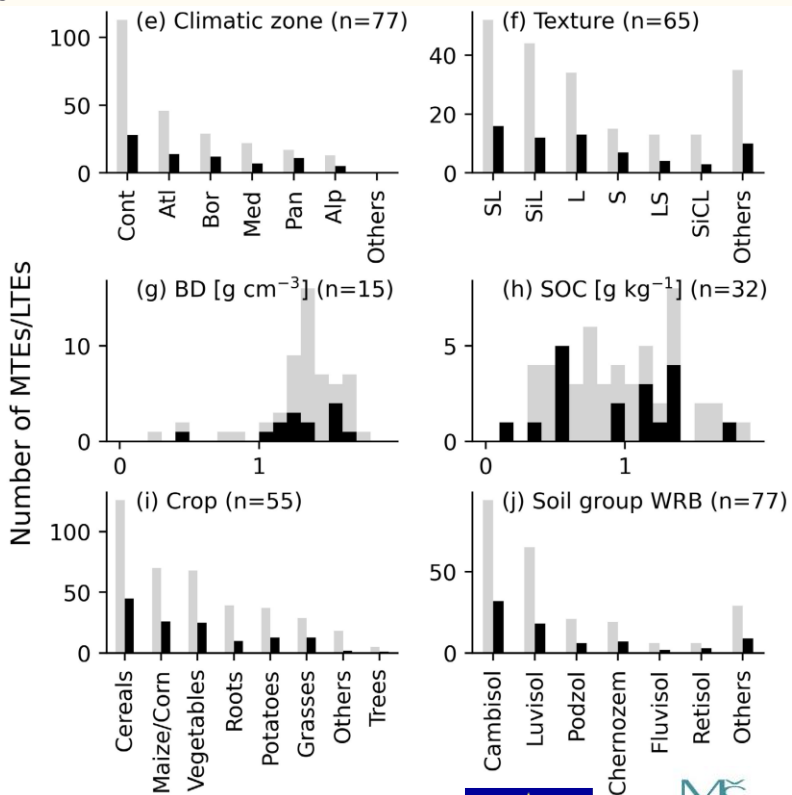 (e) Climatic zone (n=77)
100
50
0
Cont
Atl
Bor
Med
Pan
Alp
Others
(f) Texture (n=65)
40
20
0
SL
SiL
L
S
LS
SiCL
Others
Number of MTEs/LTEs
(g) BD [g cm⁻³] (n=15)
10
0
0
1
(h) SOC [g kg⁻¹] (n=32)
5
0
0
1
(i) Crop (n=55)
100
50
0
Cereals
Maize/Corn
Vegetables
Roots
Potatoes
Grasses
Others
Trees
(j) Soil group WRB (n=77)
50
0
Cambisol
Luvisol
Podzol
Chernozem
Fluvisol
Retisol
Others